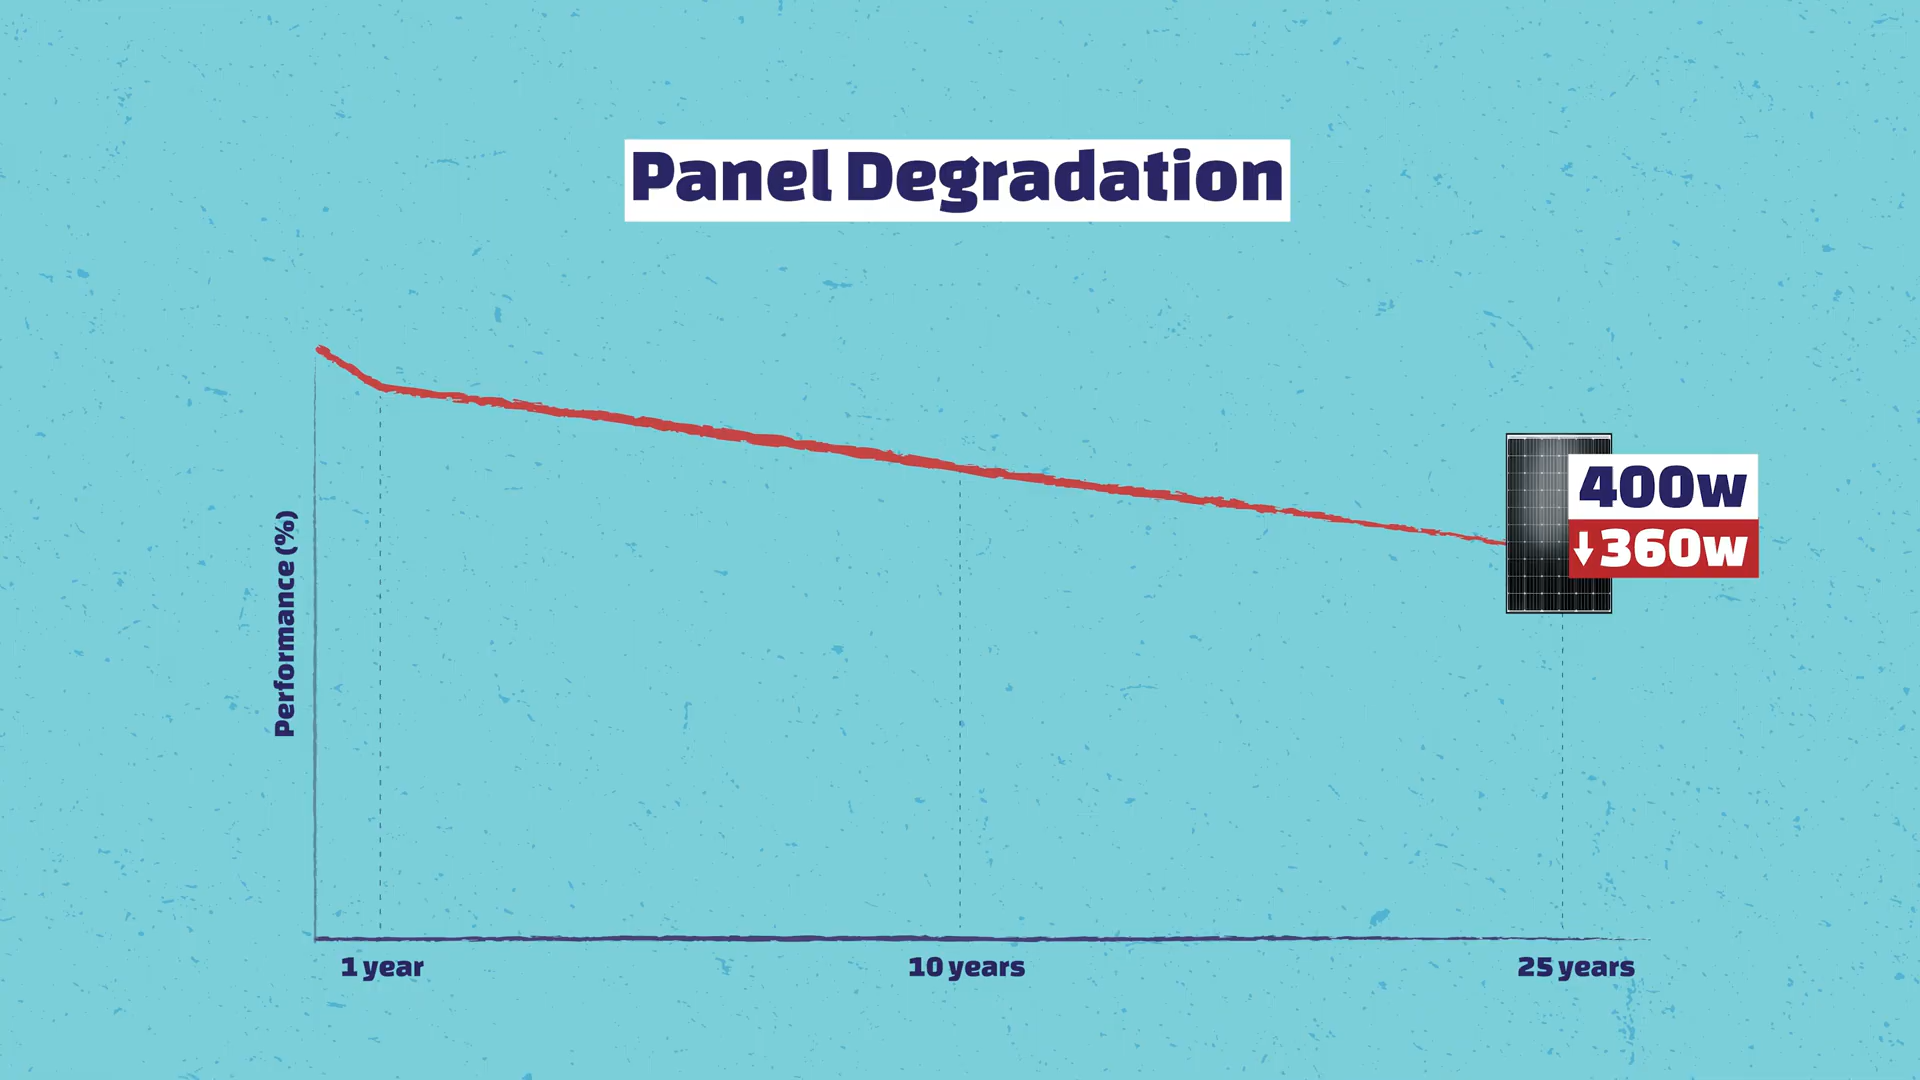 Panel Degradation
400w
↓360w
Performance (%)
1 year
10 years
25 years